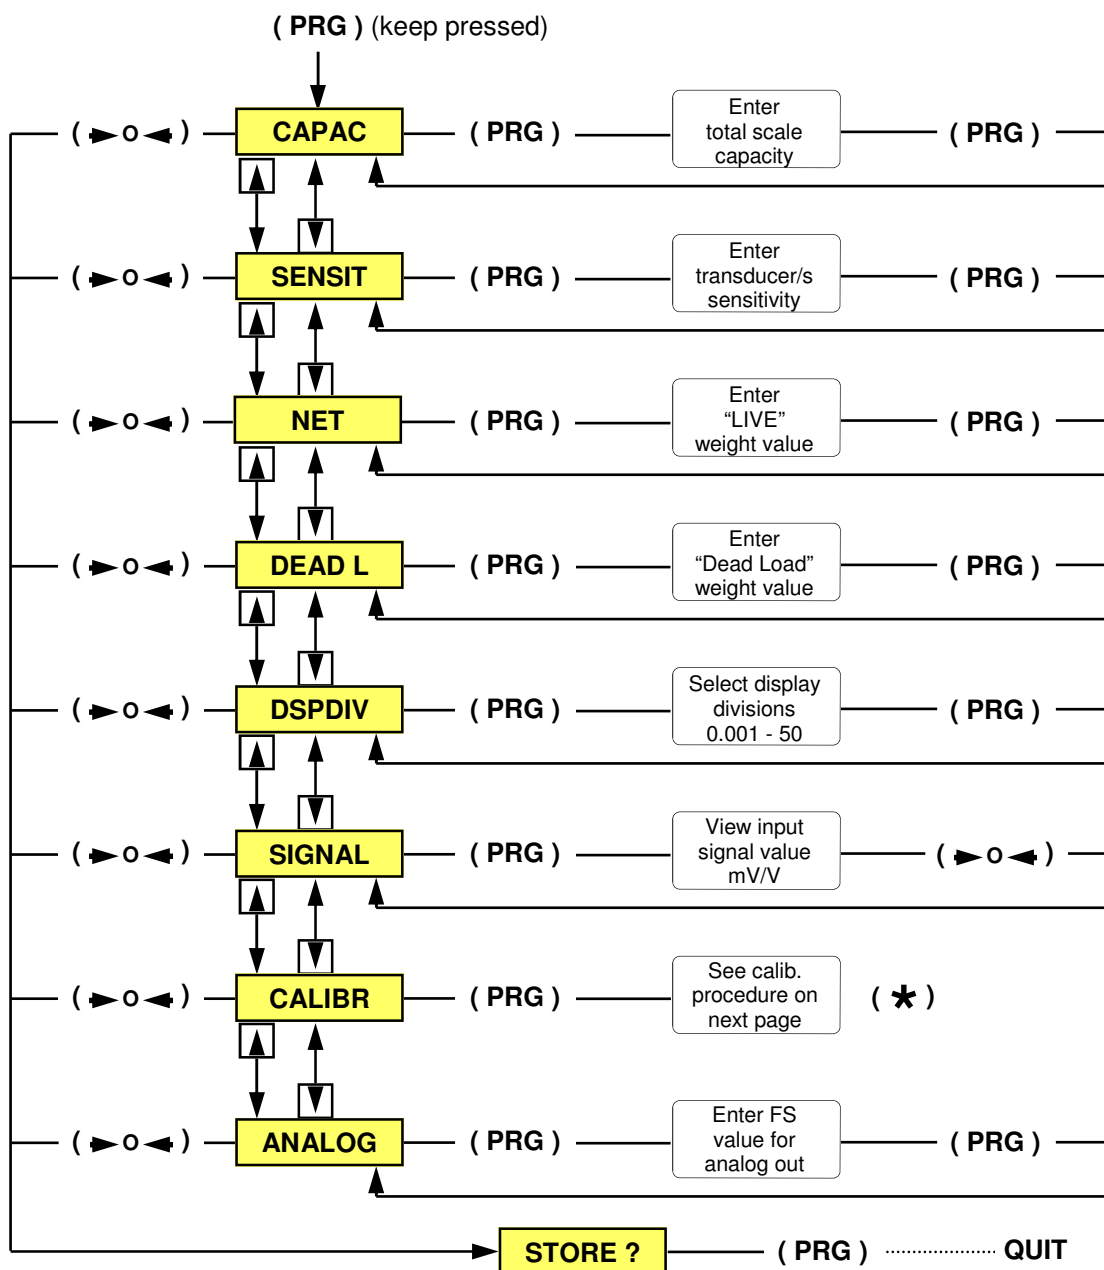 ( PRG ) (keep pressed)
( ►O◄ ) CAPAC ( PRG ) Enter ( PRG )
total scale
capacity
( ►O◄ ) SENSIT ( PRG ) Enter ( PRG )
transducer/s
sensitivity
( ►O◄ ) NET ( PRG ) Enter ( PRG )
“LIVE”
weight value
( ►O◄ ) DEAD L ( PRG ) Enter ( PRG )
“Dead Load”
weight value
( ►O◄ ) DSPDIV ( PRG ) Select display ( PRG )
divisions
0.001 - 50
( ►O◄ ) SIGNAL ( PRG ) View input ( ►O◄ )
signal value
mV/V
( ►O◄ ) CALIBR ( PRG ) See calib. ( * )
procedure on
next page
( ►O◄ ) ANALOG ( PRG ) Enter FS ( PRG )
value for
analog out
STORE ? ( PRG ) .............. QUIT